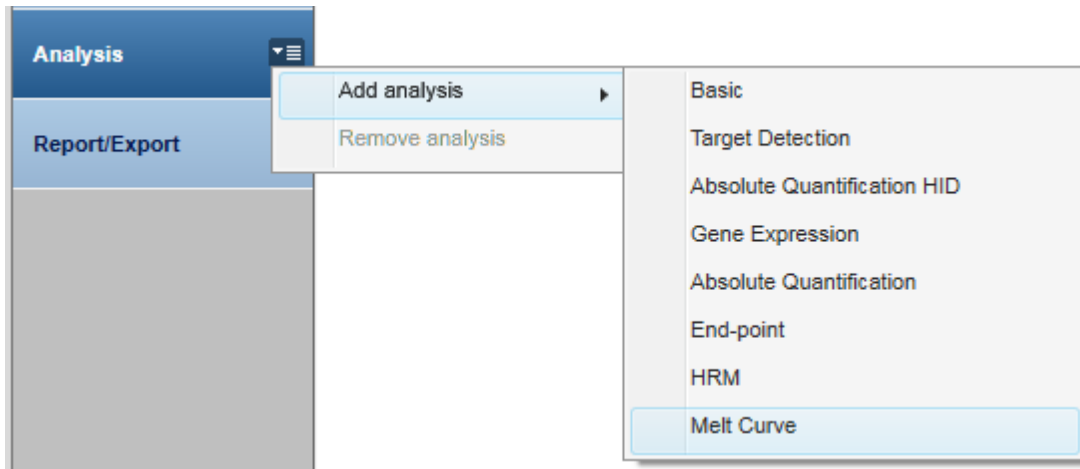 Analysis
Report/Export
Add analysis
Remove analysis
Basic
Target Detection
Absolute Quantification HID
Gene Expression
Absolute Quantification
End-point
HRM
Melt Curve